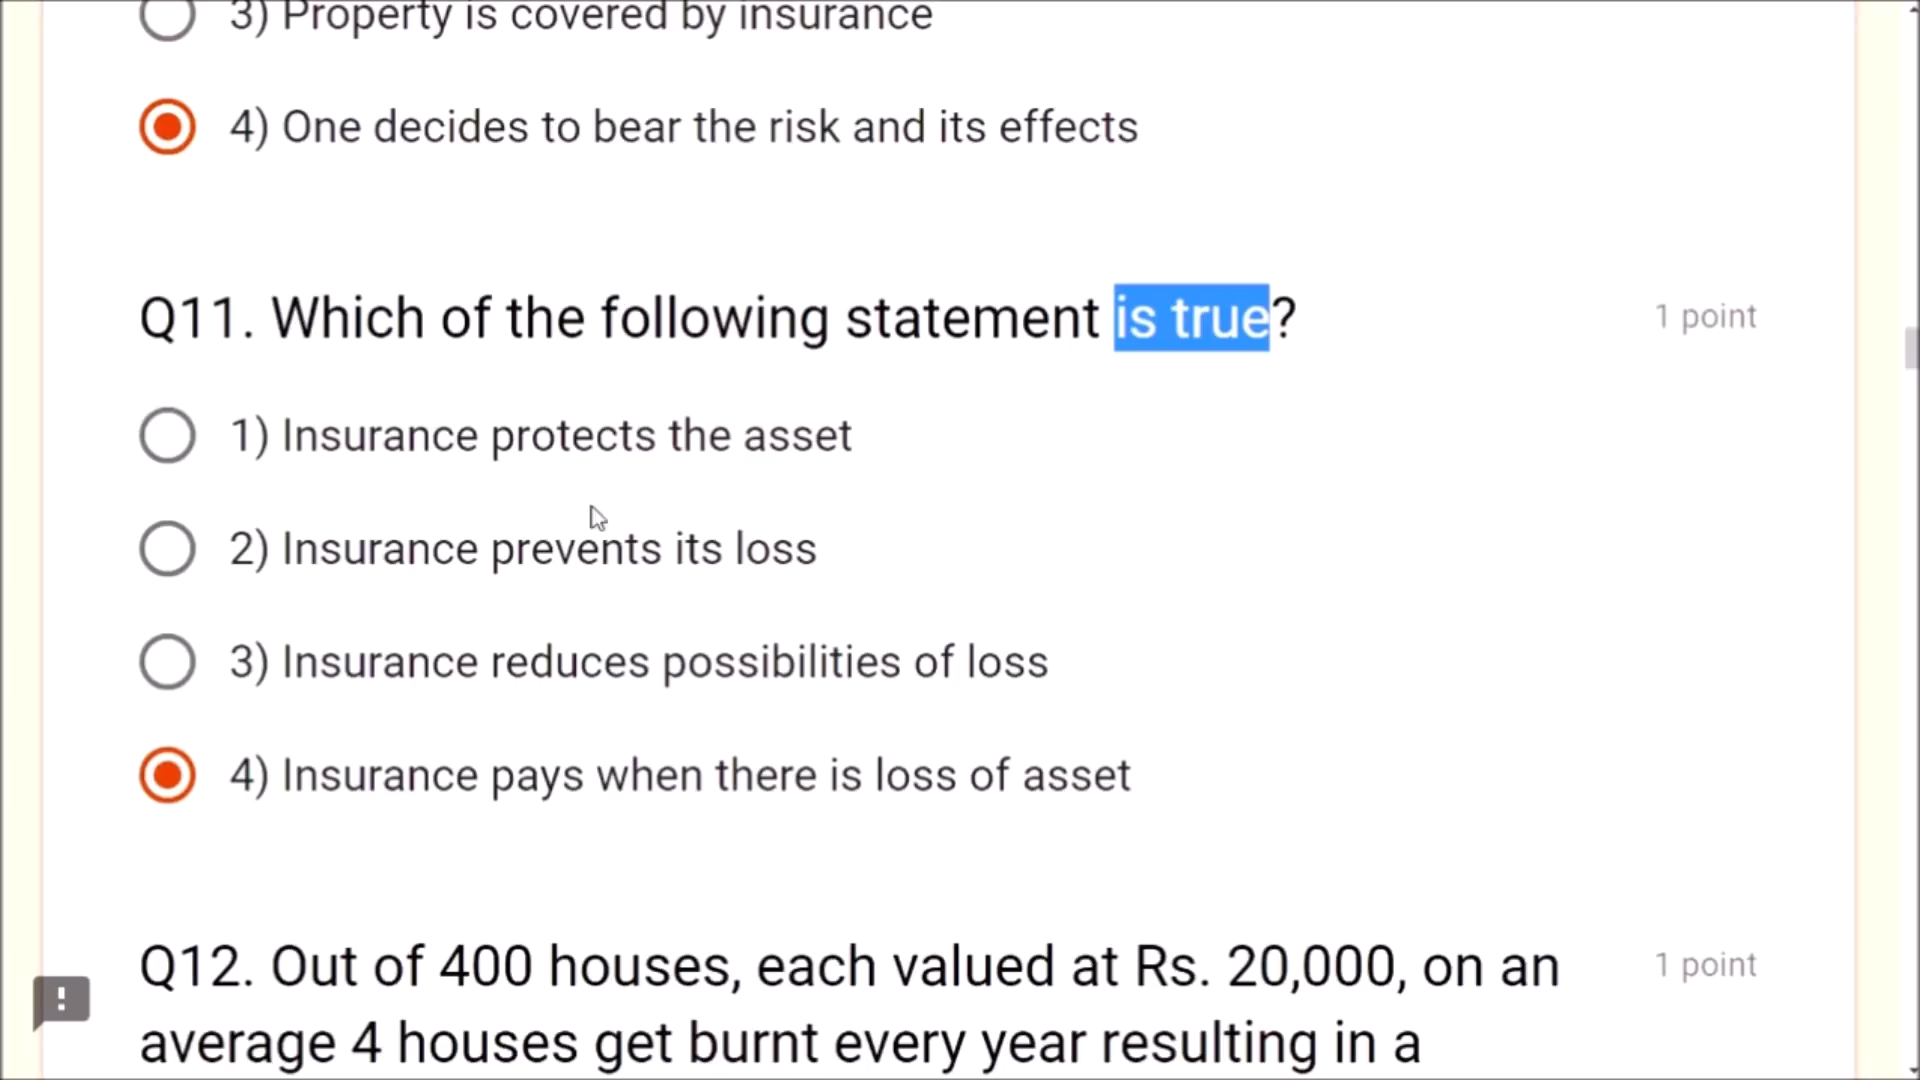 3) Property is covered by insurance
4) One decides to bear the risk and its effects
Q11. Which of the following statement is true?
1 point
1) Insurance protects the asset
2) Insurance prevents its loss
3) Insurance reduces possibilities of loss
4) Insurance pays when there is loss of asset
Q12. Out of 400 houses, each valued at Rs. 20,000, on an
1 point
average 4 houses get burnt every year resulting in a